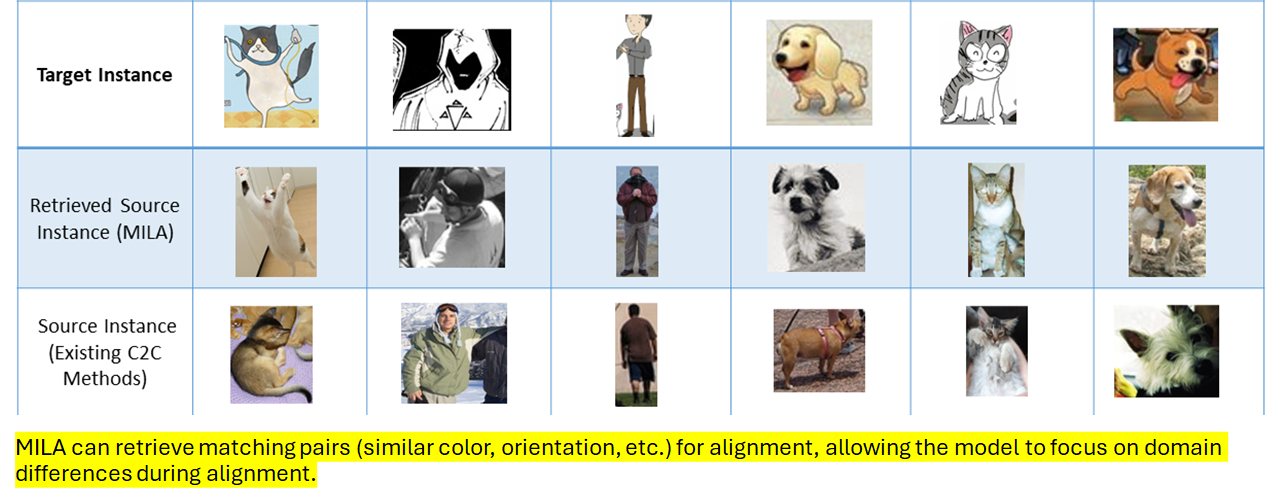 Target Instance
Retrieved Source
Instance (MILA)
Source Instance
(Existing C2C
Methods)
MILA can retrieve matching pairs (similar color, orientation, etc.) for alignment, allowing the model to focus on domain
differences during alignment.